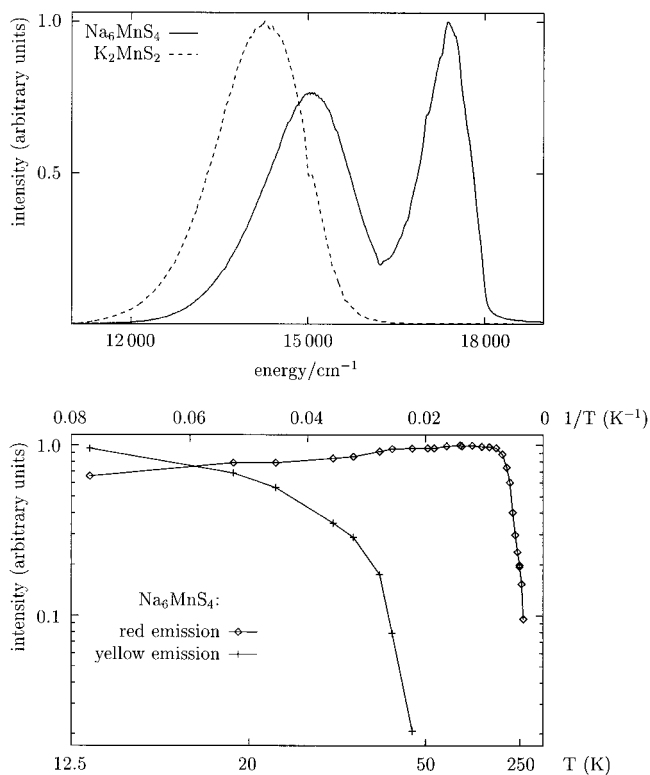 intensity (arbitrary units)
1.0
0.5
Na₆MnS₄
K₂MnS₂
12 000 15 000 18 000
energy/cm⁻¹
0.08 0.06 0.04 0.02 0 1/T (K⁻¹)
intensity (arbitrary units)
1.0
0.1
Na₆MnS₄:
red emission
yellow emission
12.5 20 50 250 T (K)